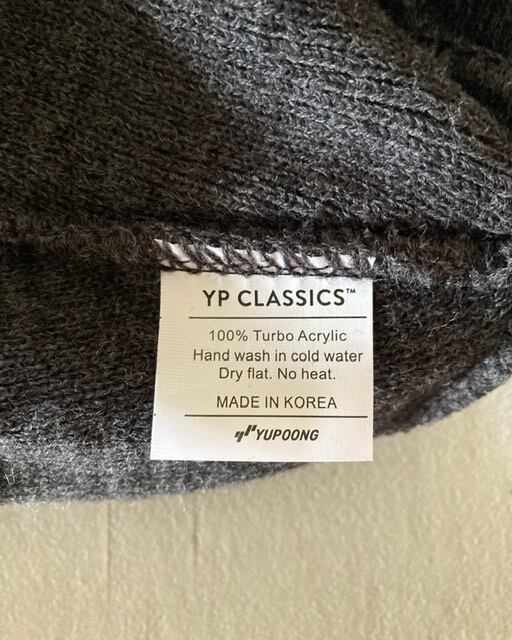 YP CLASSICS™
100% Turbo Acrylic
Hand wash in cold water
Dry flat. No heat.
MADE IN KOREA
YUPOONG